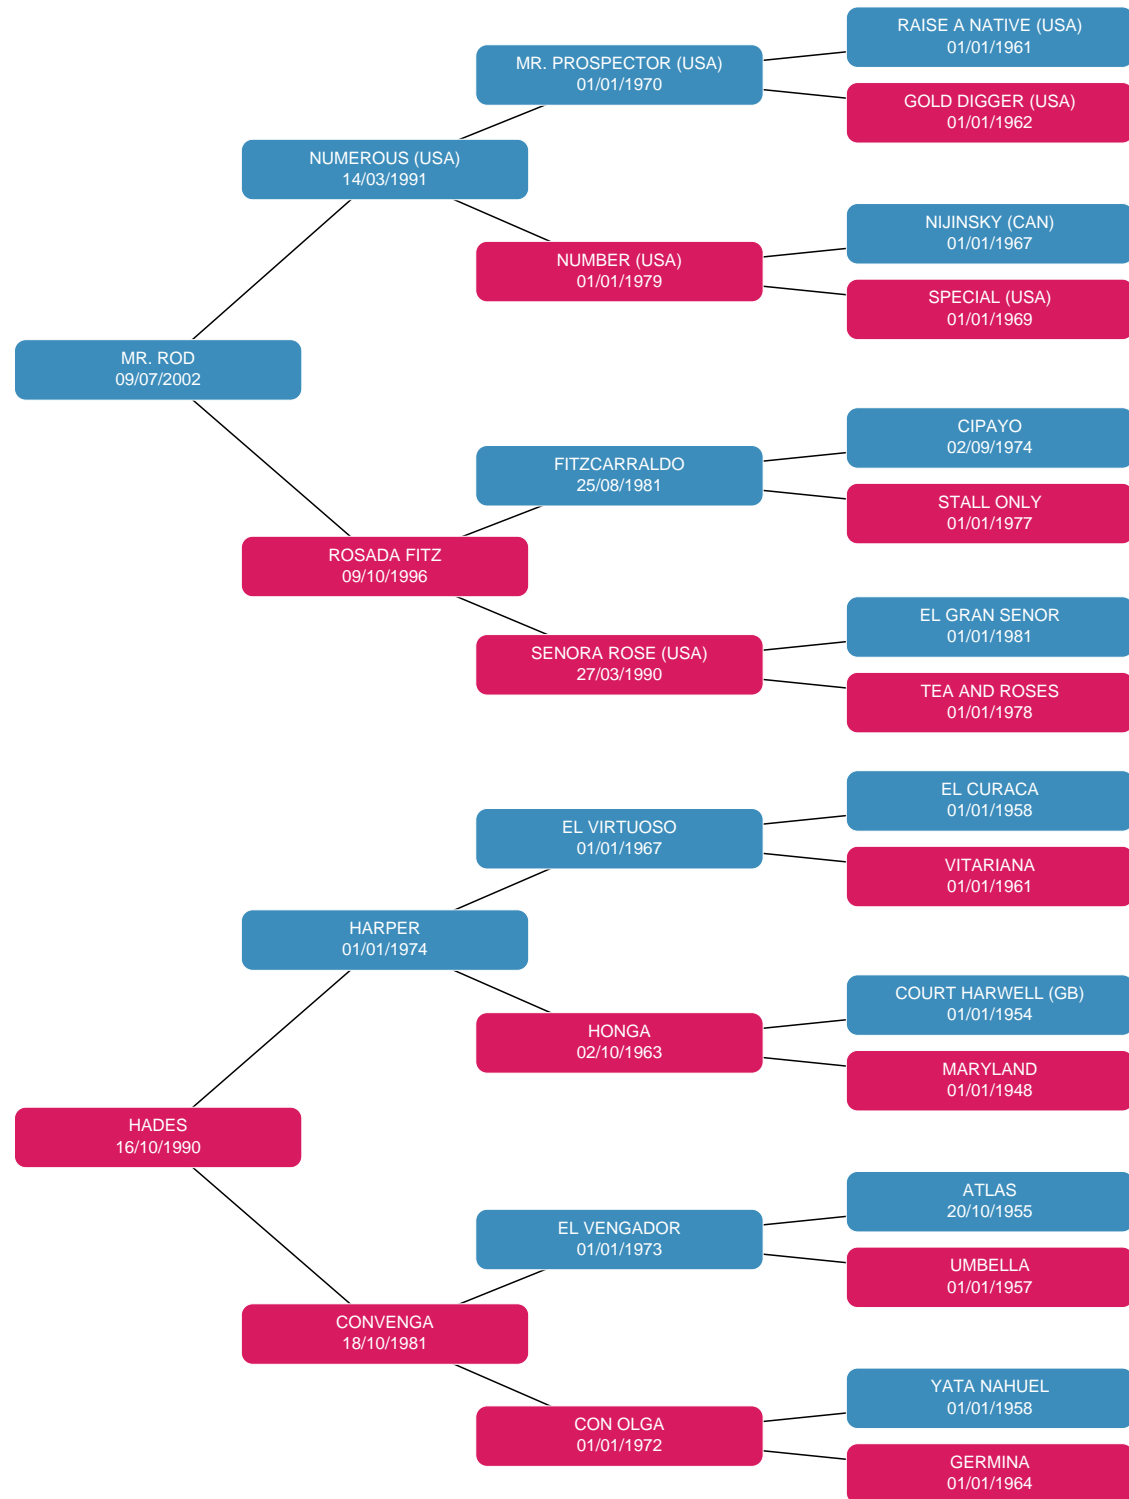 RAISE A NATIVE (USA)
01/01/1961
MR. PROSPECTOR (USA)
01/01/1970
GOLD DIGGER (USA)
01/01/1962
NUMEROUS (USA)
14/03/1991
NIJINSKY (CAN)
01/01/1967
NUMBER (USA)
01/01/1979
SPECIAL (USA)
01/01/1969
MR. ROD
09/07/2002
CIPAYO
02/09/1974
FITZCARRALDO
25/08/1981
STALL ONLY
01/01/1977
ROSADA FITZ
09/10/1996
EL GRAN SENOR
01/01/1981
SENORA ROSE (USA)
27/03/1990
TEA AND ROSES
01/01/1978
EL CURACA
01/01/1958
EL VIRTUOSO
01/01/1967
VITARIANA
01/01/1961
HARPER
01/01/1974
COURT HARWELL (GB)
01/01/1954
HONGA
02/10/1963
MARYLAND
01/01/1948
HADES
16/10/1990
ATLAS
20/10/1955
EL VENGADOR
01/01/1973
UMBELLA
01/01/1957
CONVENGA
18/10/1981
YATA NAHUEL
01/01/1958
CON OLGA
01/01/1972
GERMINA
01/01/1964